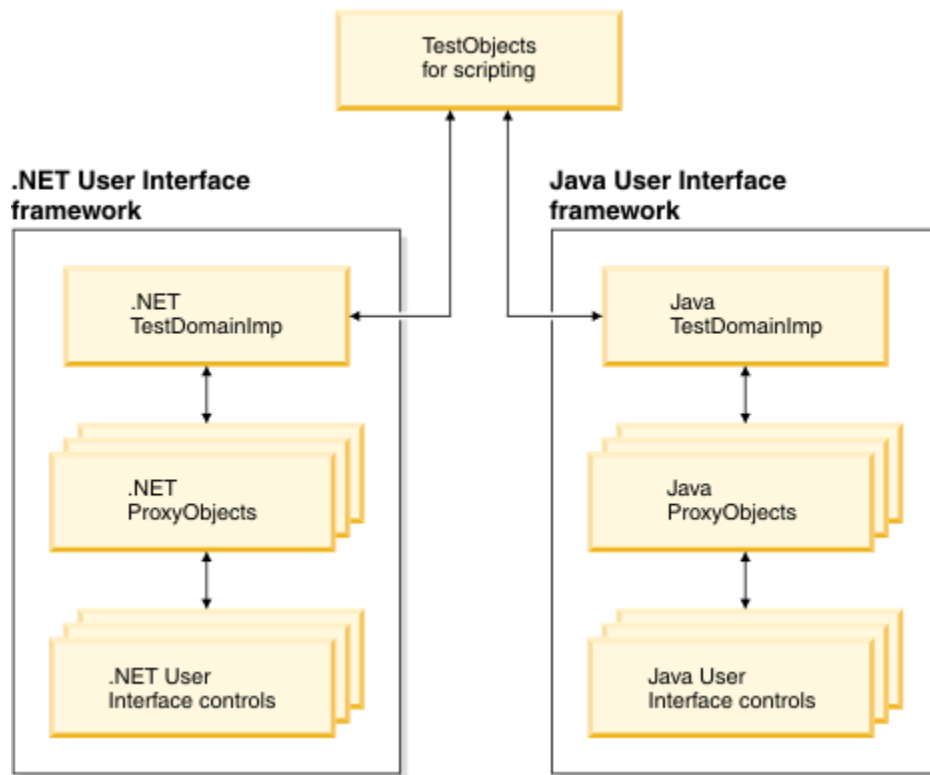 TestObjects
for scripting
.NET User Interface
framework
.NET
TestDomainImp
.NET
ProxyObjects
.NET User
Interface controls
Java User Interface
framework
Java
TestDomainImp
Java
ProxyObjects
Java User
Interface controls